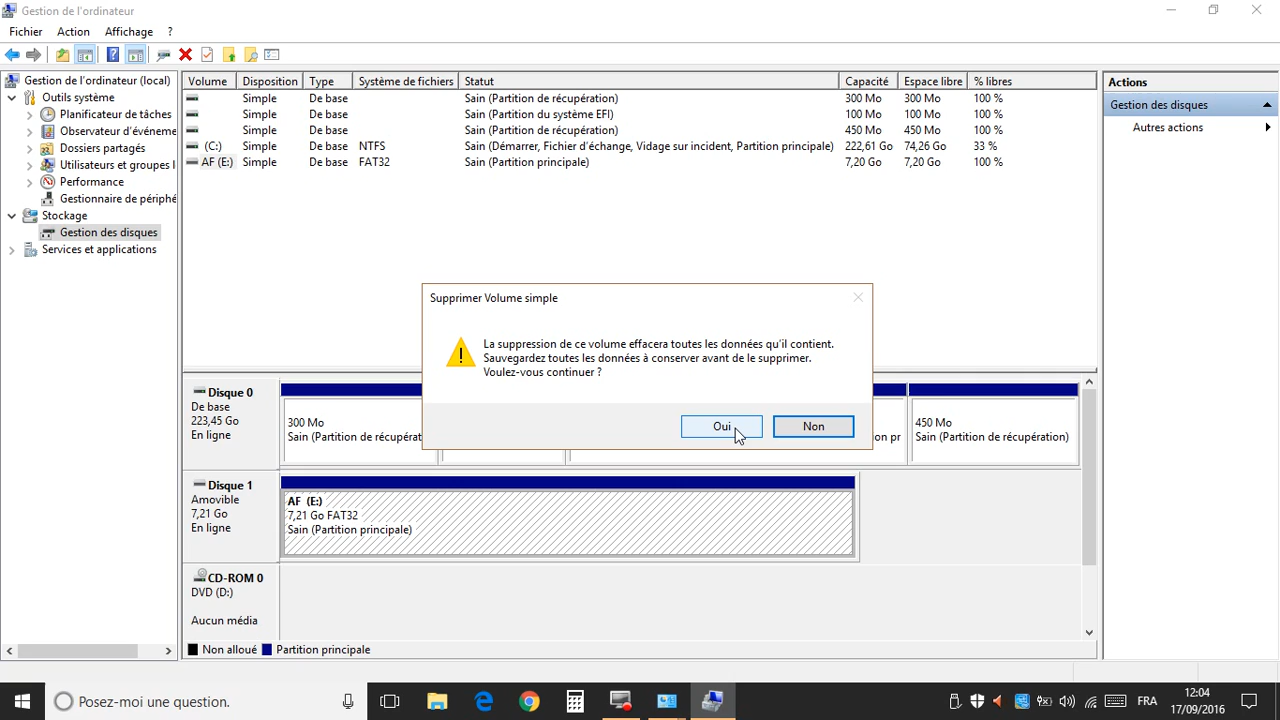 Gestion de l'ordinateur
Fichier Action Affichage ?
Gestion de l'ordinateur (local)
Outils système
Planificateur de tâches
Observateur d'événeme
Dossiers partagés
Utilisateurs et groupes l
Performance
Gestionnaire de périphé
Stockage
Gestion des disques
Services et applications
Volume Disposition Type Système de fichiers Statut Capacité Espace libre % libres
Simple De base Sain (Partition de récupération) 300 Mo 300 Mo 100 %
Simple De base Sain (Partition du système EFI) 100 Mo 100 Mo 100 %
Simple De base Sain (Partition de récupération) 450 Mo 450 Mo 100 %
(C:) Simple De base NTFS Sain (Démarrer, Fichier d'échange, Vidage sur incident, Partition principale) 222,61 Go 74,26 Go 33 %
AF (E:) Simple De base FAT32 Sain (Partition principale) 7,20 Go 7,20 Go 100 %
Actions
Gestion des disques
Autres actions
Supprimer Volume simple
La suppression de ce volume effacera toutes les données qu'il contient.
Sauvegardez toutes les données à conserver avant de le supprimer.
Voulez-vous continuer ?
Oui Non
Disque 0
De base
223,45 Go
En ligne
300 Mo
Sain (Partition de récupérat
on pr
450 Mo
Sain (Partition de récupération)
Disque 1
Amovible
7,21 Go
En ligne
AF (E:)
7,21 Go FAT32
Sain (Partition principale)
CD-ROM 0
DVD (D:)
Aucun média
Non alloué Partition principale
Posez-moi une question.
FRA
12:04
17/09/2016